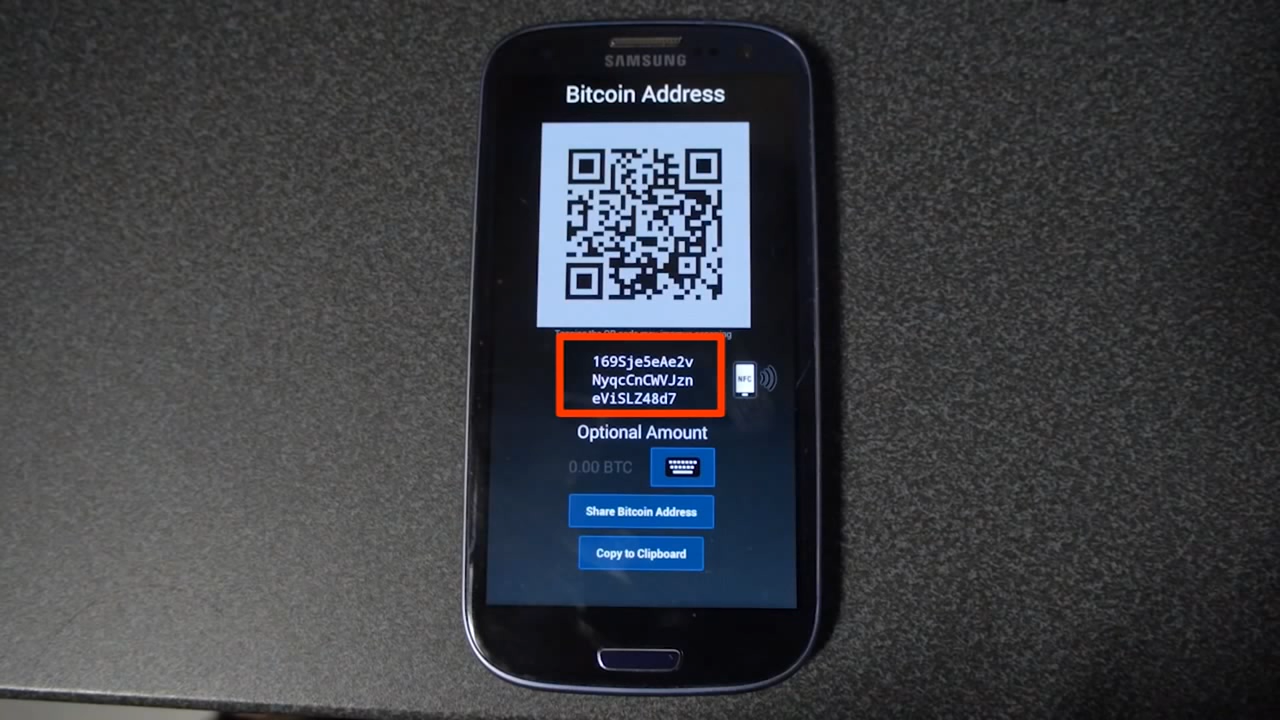 SAMSUNG
Bitcoin Address
169Sje5eAe2v
NyqcCnCWVJzn
eViSLZ48d7
NFC
Optional Amount
0.00 BTC
Share Bitcoin Address
Copy to Clipboard